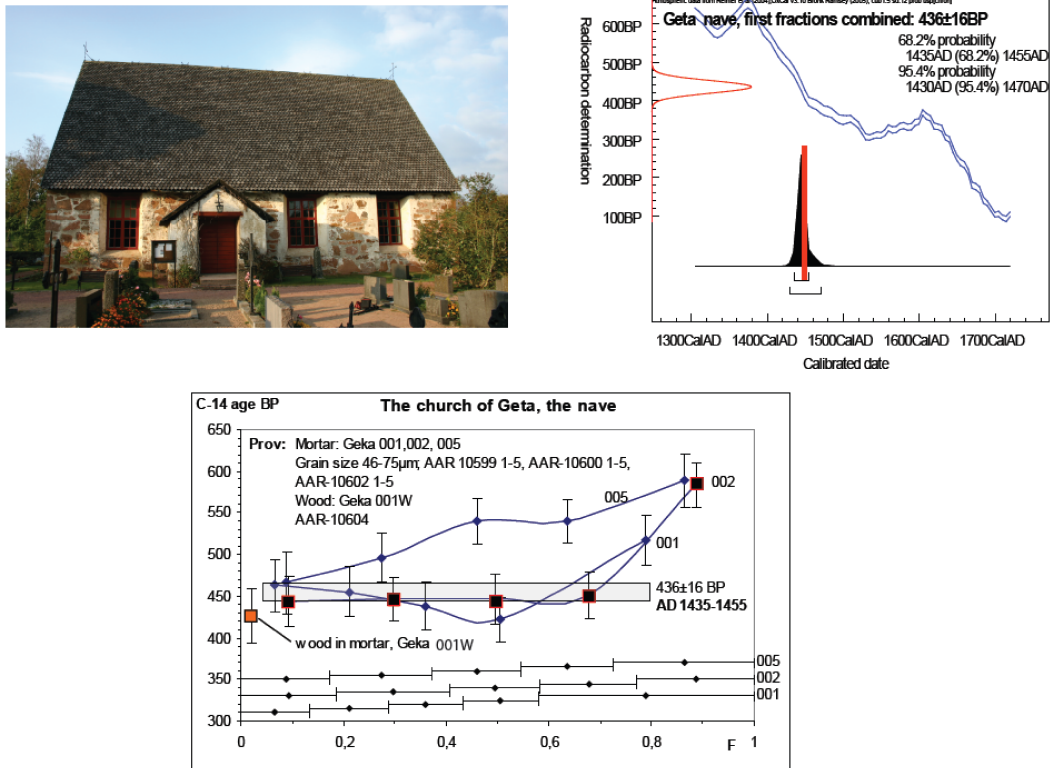 Geta nave, first fractions combined: 436±16BP
68.2% probability
1435AD (68.2%) 1455AD
95.4% probability
1430AD (95.4%) 1470AD
Radiocarbon determination
600BP
500BP
400BP
300BP
200BP
100BP
1300CalAD 1400CalAD 1500CalAD 1600CalAD 1700CalAD
Calibrated date
C-14 age BP
The church of Geta, the nave
650
600
550
500
450
400
350
300
Prov: Mortar: Geka 001,002, 005
Grain size 46-75µm; AAR 10599 1-5, AAR-10600 1-5,
AAR-10602 1-5
Wood: Geka 001W
AAR-10604
005
002
001
436±16 BP
AD 1435-1455
wood in mortar, Geka 001W
005
002
001
0 0,2 0,4 0,6 0,8 F 1